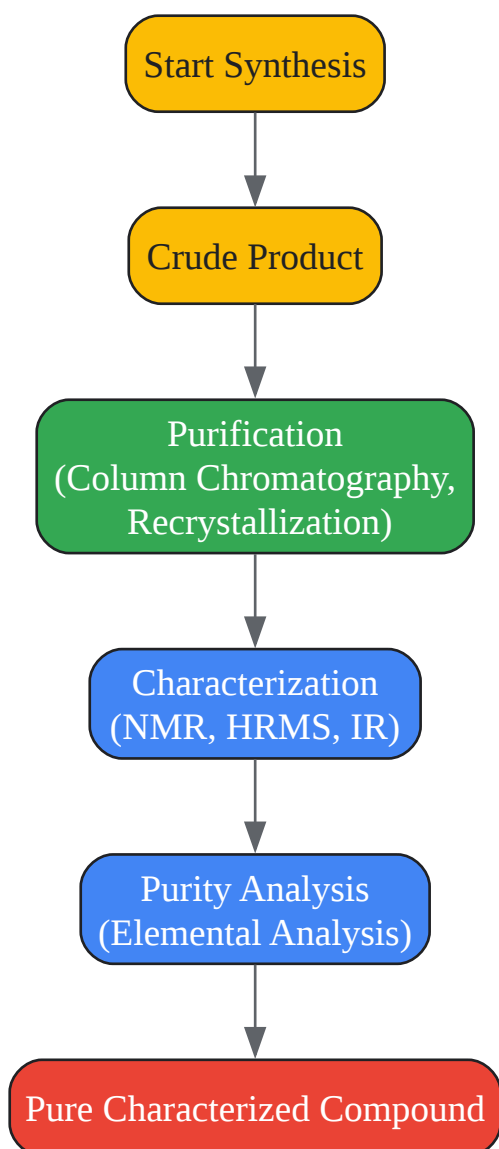 Start Synthesis
Crude Product
Purification
(Column Chromatography,
Recrystallization)
Characterization
(NMR, HRMS, IR)
Purity Analysis
(Elemental Analysis)
Pure Characterized Compound